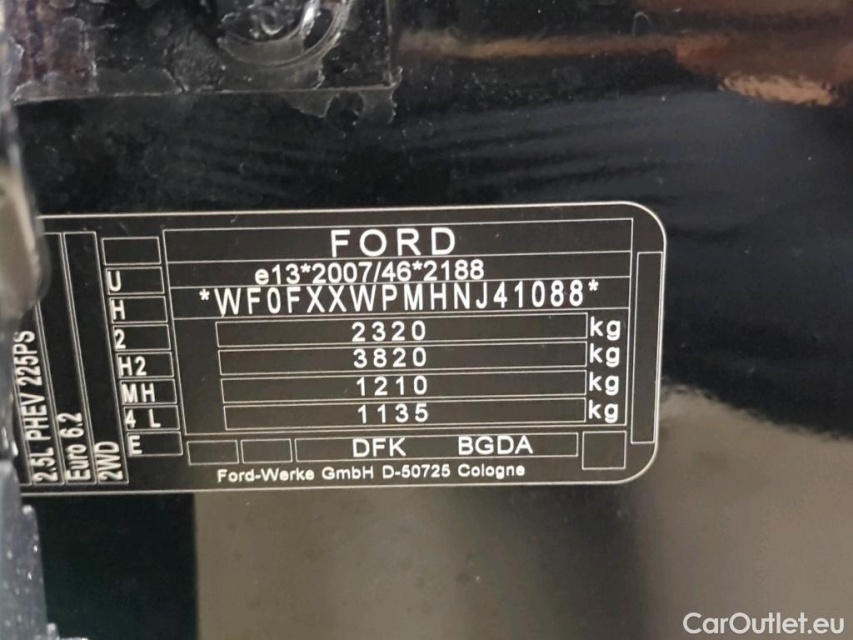 FORD
e13*2007/46*2188
*WF0FXXWPMHNJ41088*
2320 kg
3820 kg
1210 kg
1135 kg
DFK BGDA
Ford-Werke GmbH D-50725 Cologne
U
H
2
H2
MH
4 L
E
2.5L PHEV 225PS
Euro 6.2
2WD
CarOutlet.eu